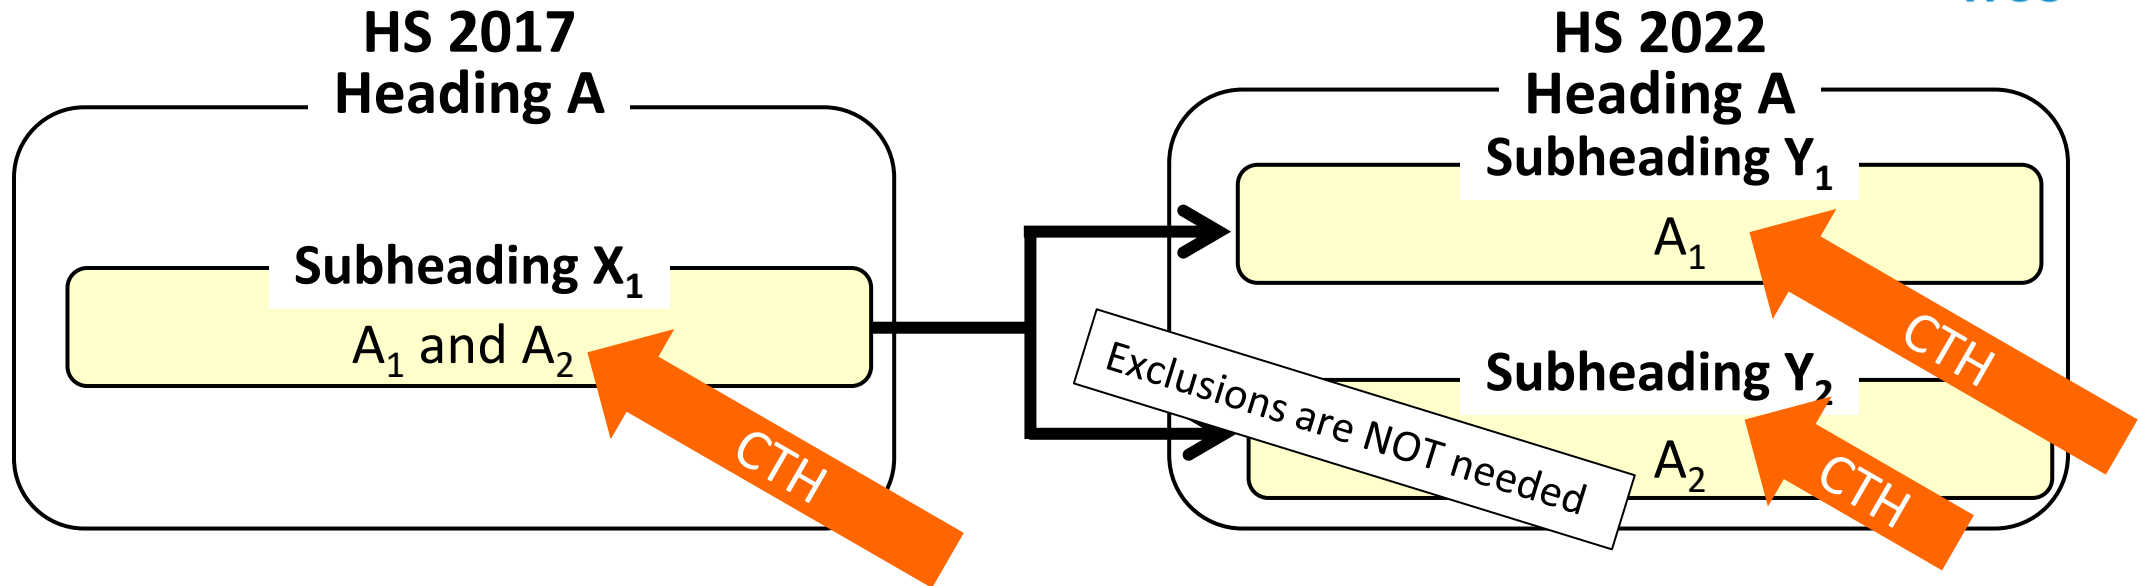 HS 2017
Heading A
Subheading X₁
A₁ and A₂
CTH
HS 2022
Heading A
Subheading Y₁
A₁
CTH
Exclusions are NOT needed
Subheading Y₂
A₂
CTH